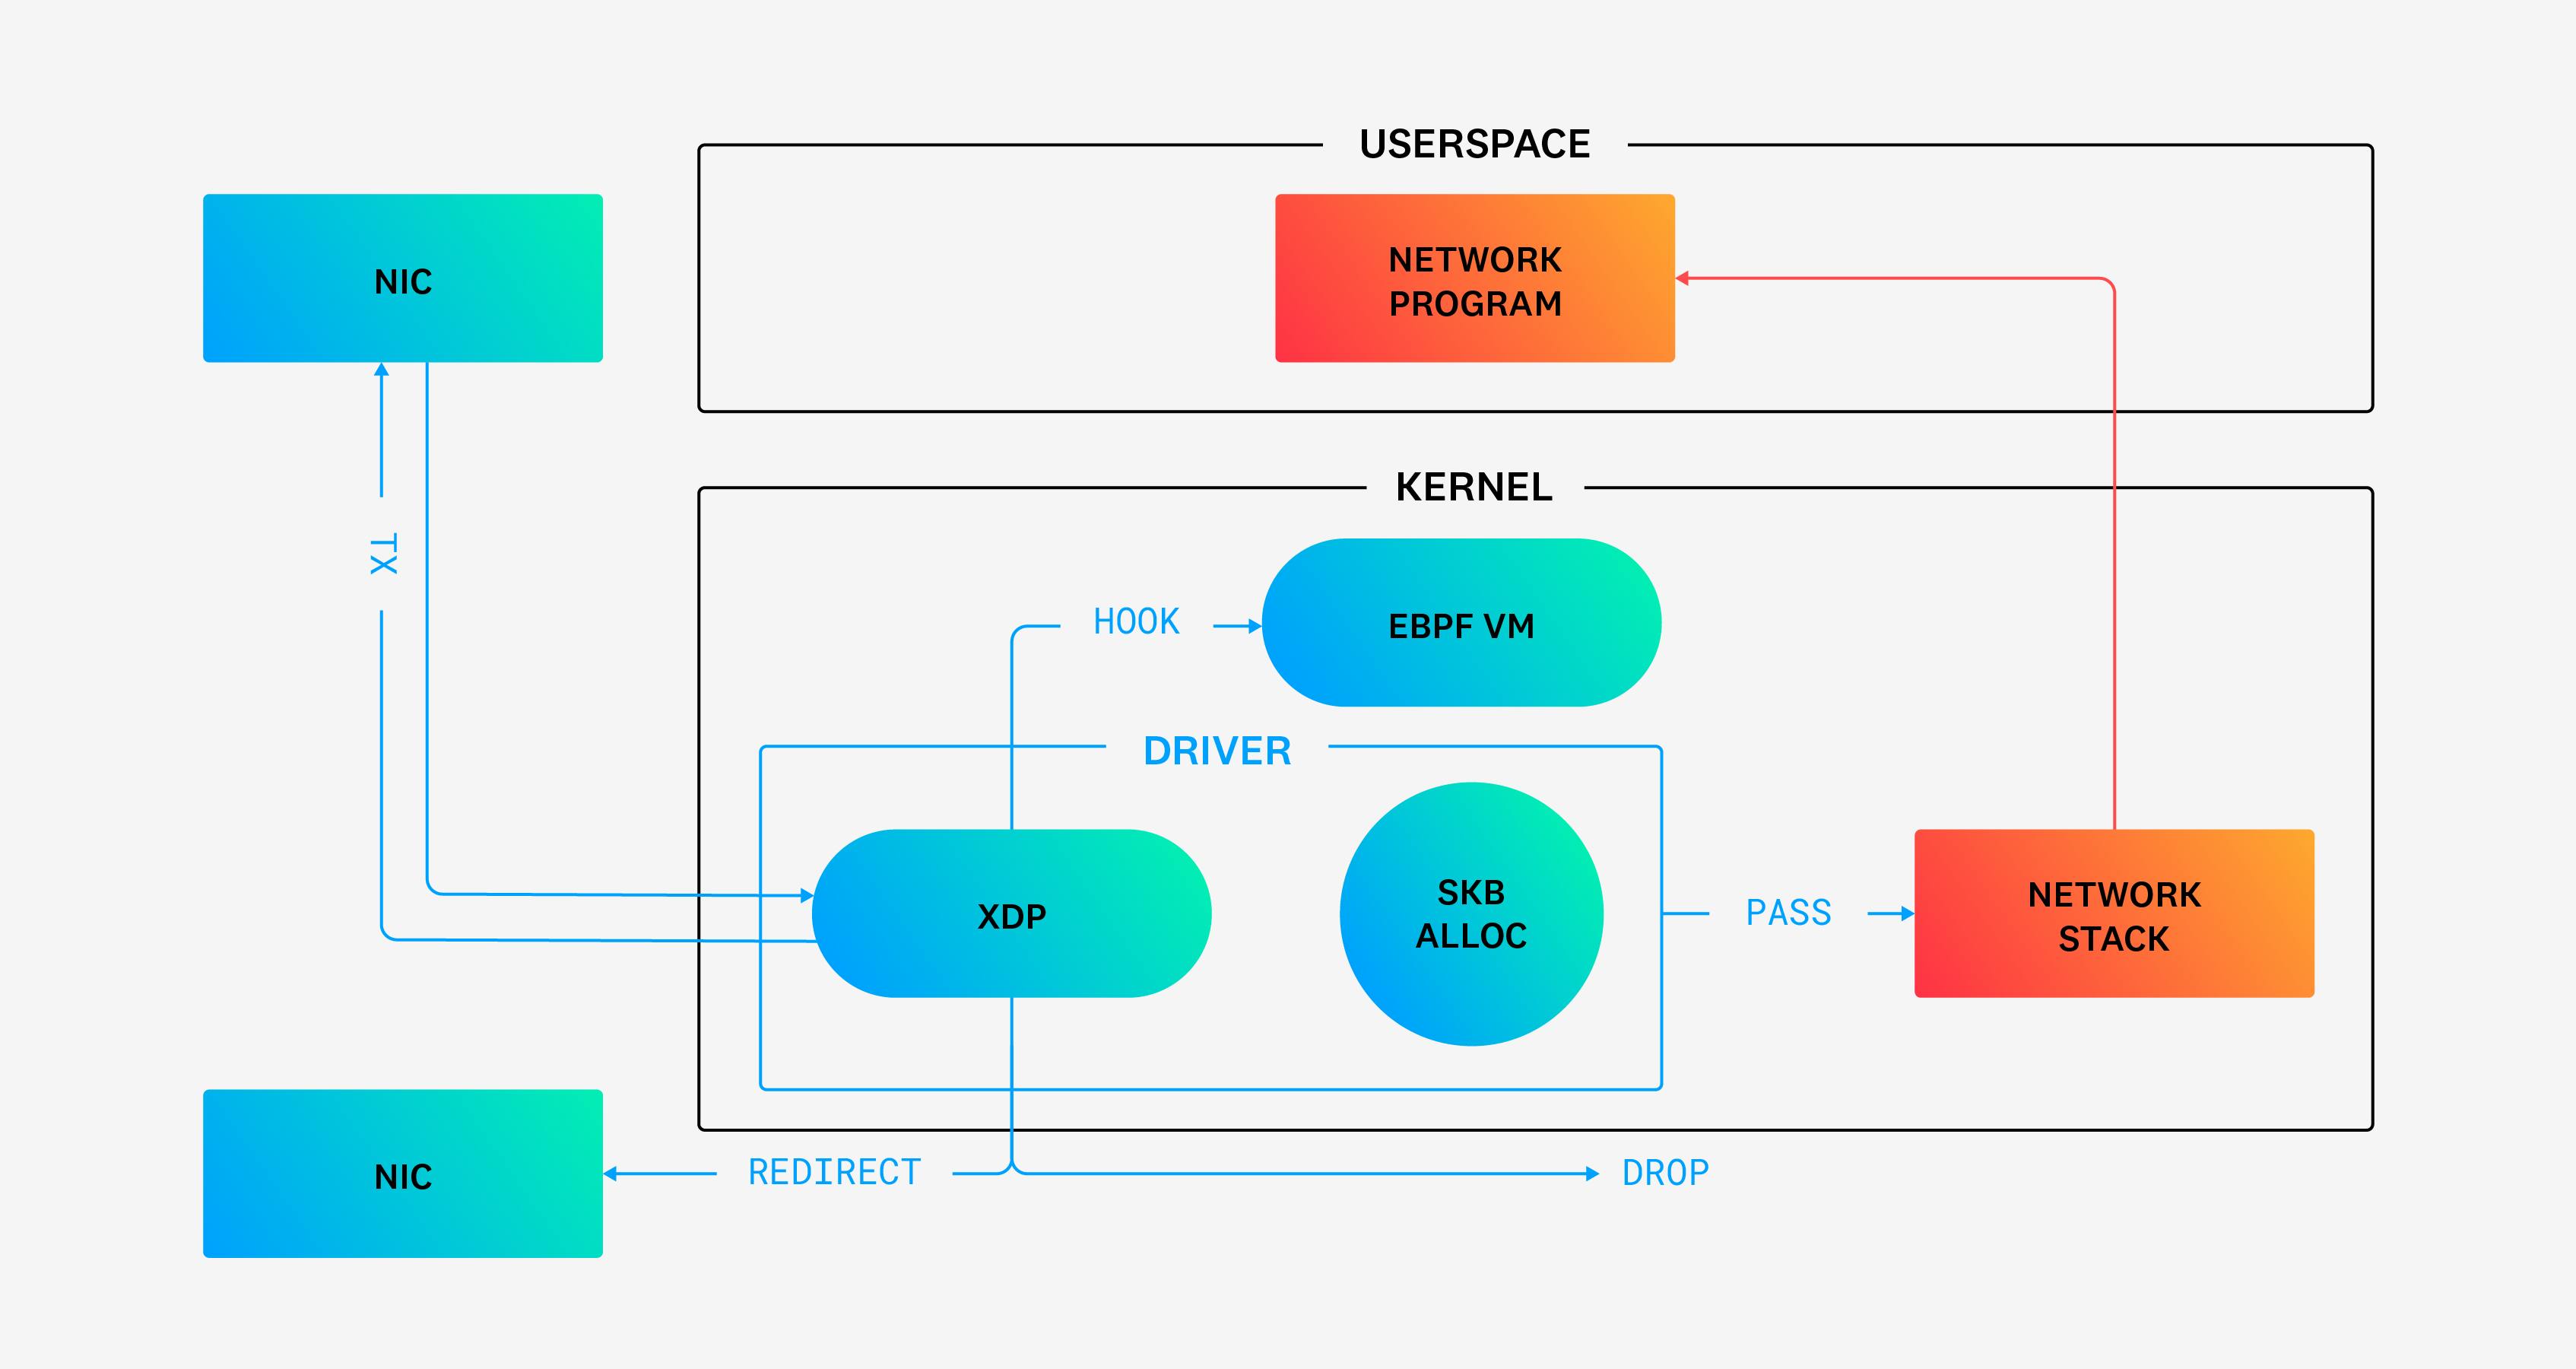 USERSPACE
NIC
NETWORK
PROGRAM
KERNEL
TX
HOOK
EBPF VM
DRIVER
XDP
SKB
ALLOC
PASS
NETWORK
STACK
NIC
REDIRECT
DROP